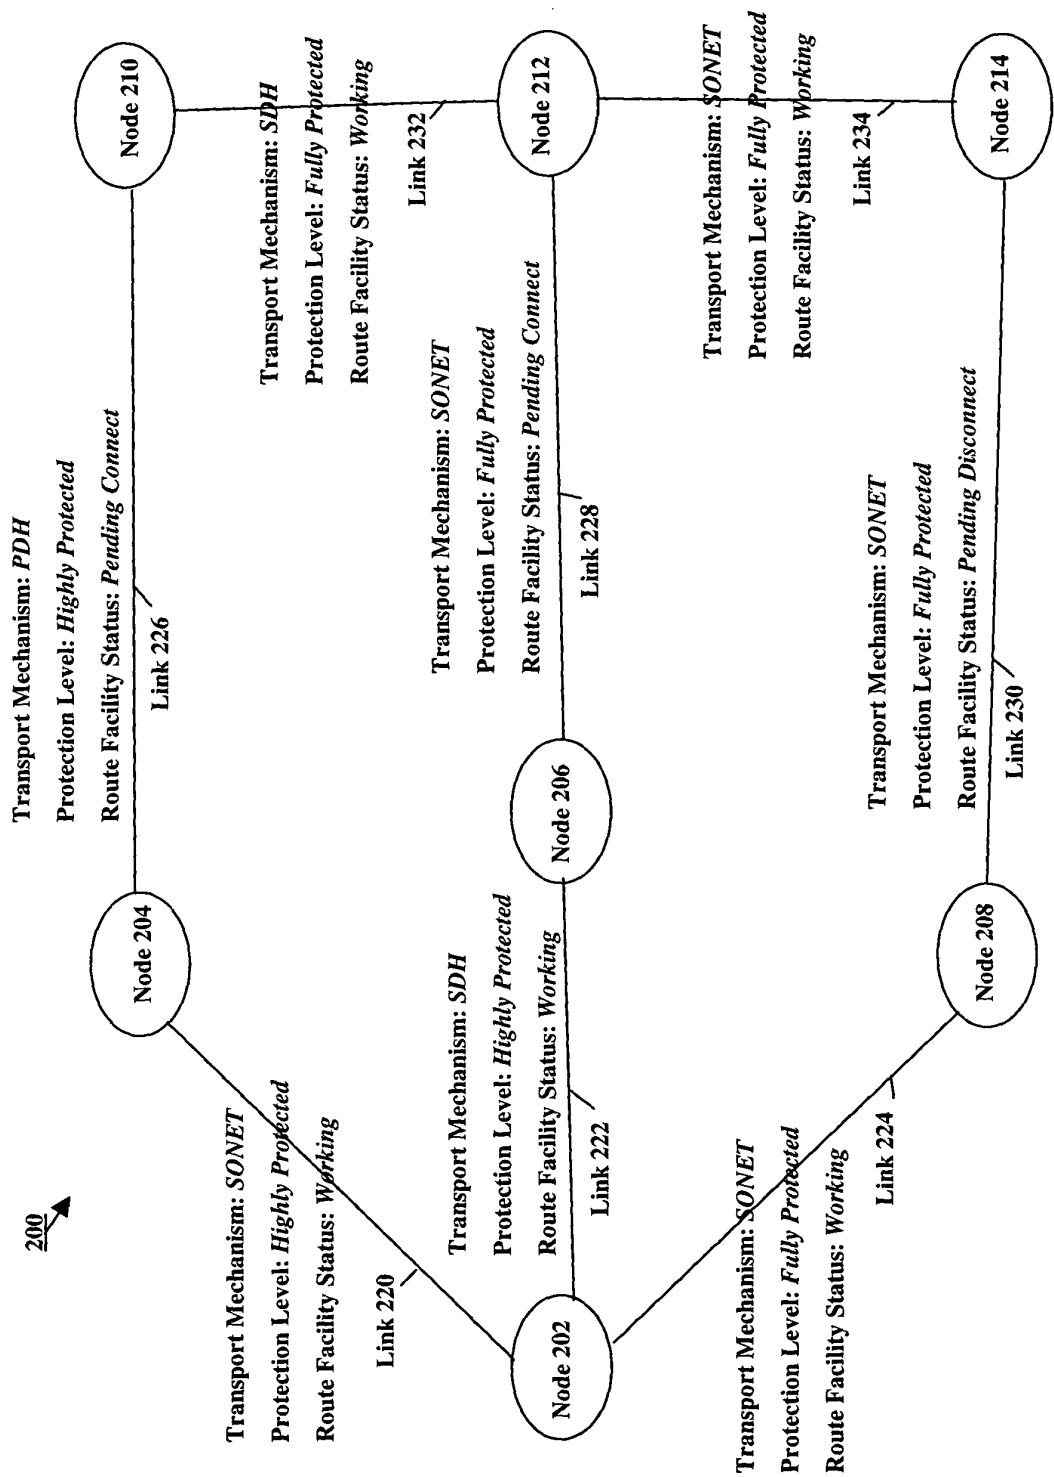 200
Node 202
Node 204
Node 206
Node 208
Node 210
Node 212
Node 214
Transport Mechanism: SONET
Protection Level: Highly Protected
Route Facility Status: Working
Link 220
Transport Mechanism: SDH
Protection Level: Highly Protected
Route Facility Status: Working
Link 222
Transport Mechanism: SONET
Protection Level: Fully Protected
Route Facility Status: Working
Link 224
Transport Mechanism: PDH
Protection Level: Highly Protected
Route Facility Status: Pending Connect
Link 226
Transport Mechanism: SONET
Protection Level: Fully Protected
Route Facility Status: Pending Connect
Link 228
Transport Mechanism: SONET
Protection Level: Fully Protected
Route Facility Status: Pending Disconnect
Link 230
Transport Mechanism: SDH
Protection Level: Fully Protected
Route Facility Status: Working
Link 232
Transport Mechanism: SONET
Protection Level: Fully Protected
Route Facility Status: Working
Link 234